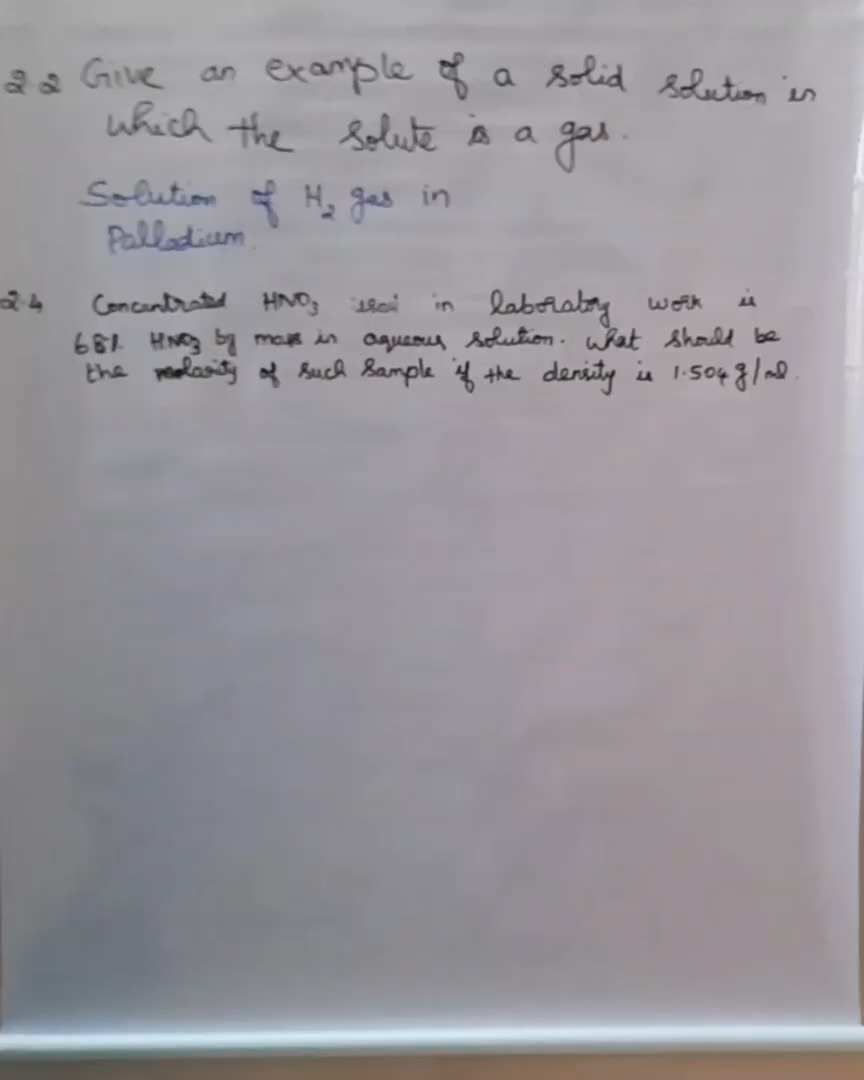 2.2 Give an example of a solid solution in
which the solute is a gas.
Solution of H₂ gas in
Palladium.
2.4 Concentrated HNO₃ used in laboratory work is
68% HNO₃ by mass in aqueous solution. What should be
the molarity of such sample if the density is 1.504 g/ml.